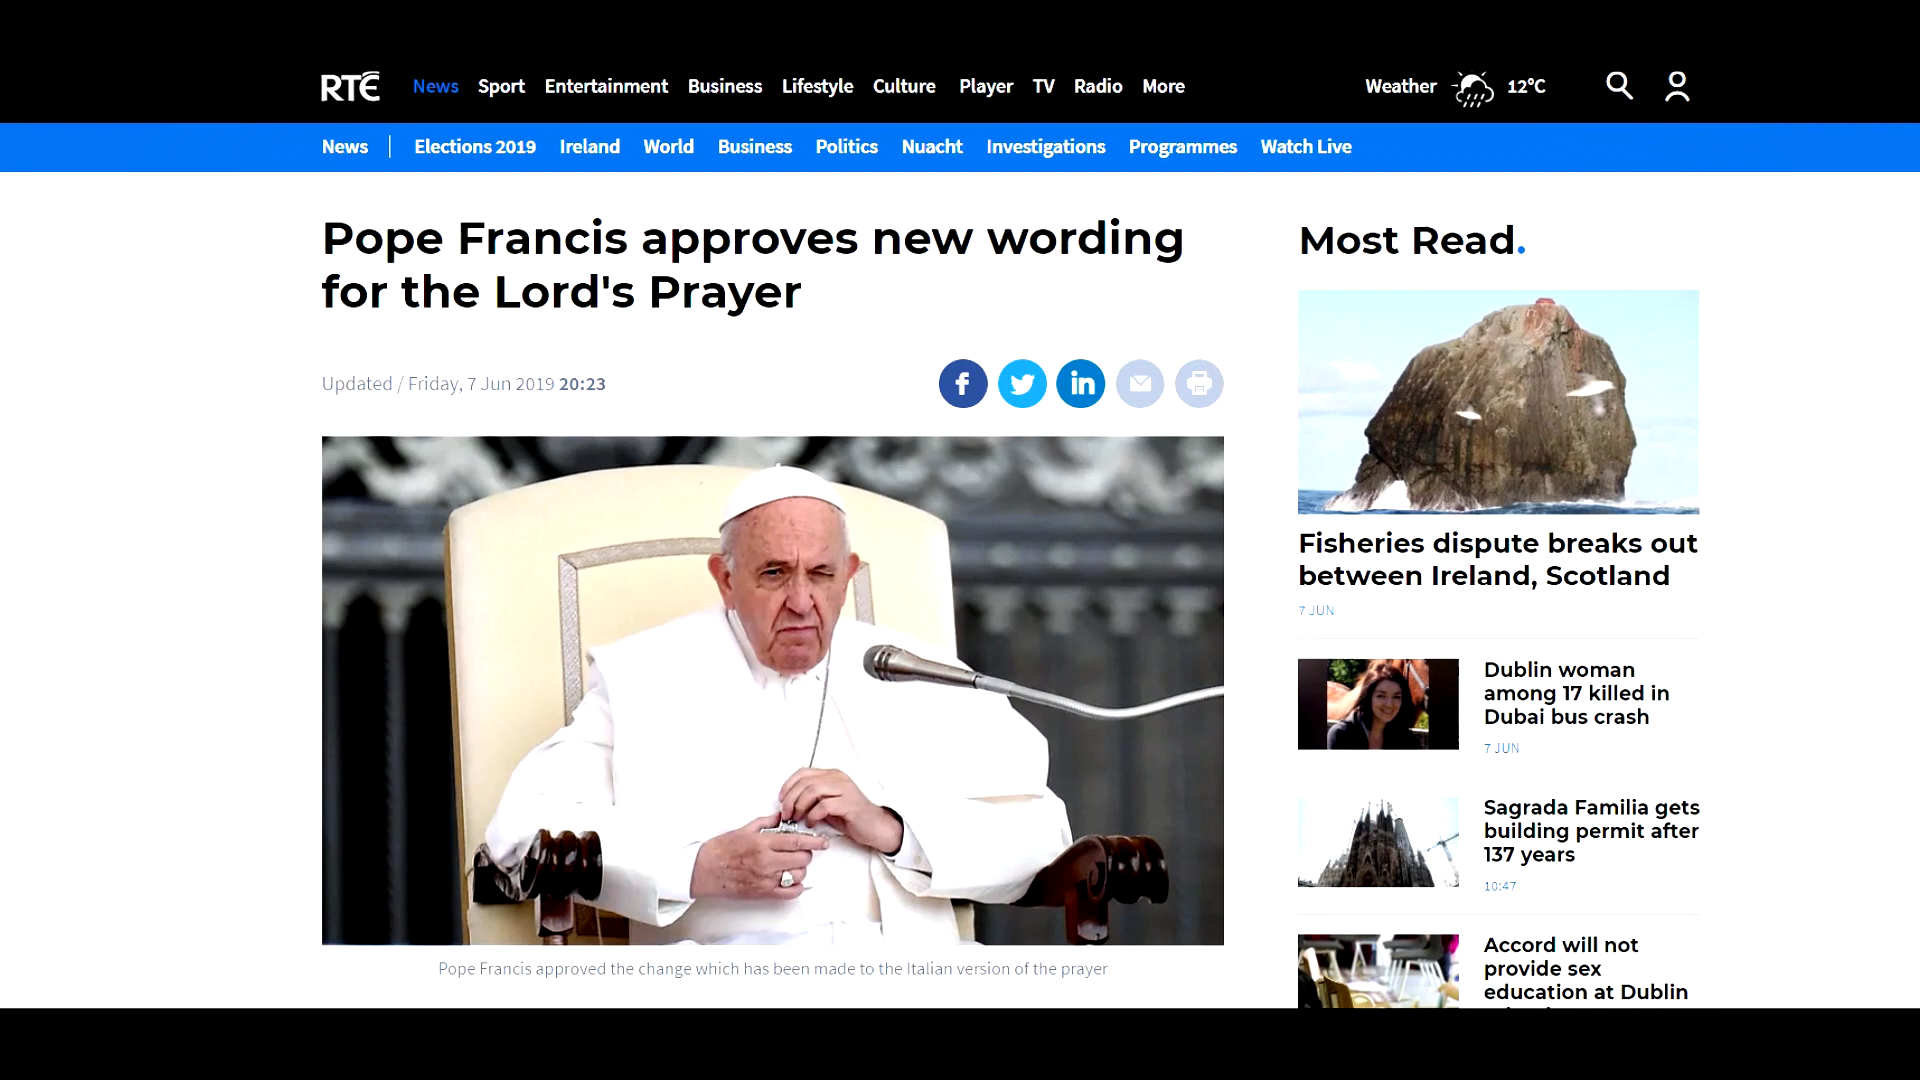 RTÉ News Sport Entertainment Business Lifestyle Culture Player TV Radio More Weather 12°C
News Elections 2019 Ireland World Business Politics Nuacht Investigations Programmes Watch Live
Pope Francis approves new wording
for the Lord's Prayer
Updated / Friday, 7 Jun 2019 20:23
Pope Francis approved the change which has been made to the Italian version of the prayer
Most Read.
Fisheries dispute breaks out
between Ireland, Scotland
7 JUN
Dublin woman
among 17 killed in
Dubai bus crash
7 JUN
Sagrada Familia gets
building permit after
137 years
10:47
Accord will not
provide sex
education at Dublin